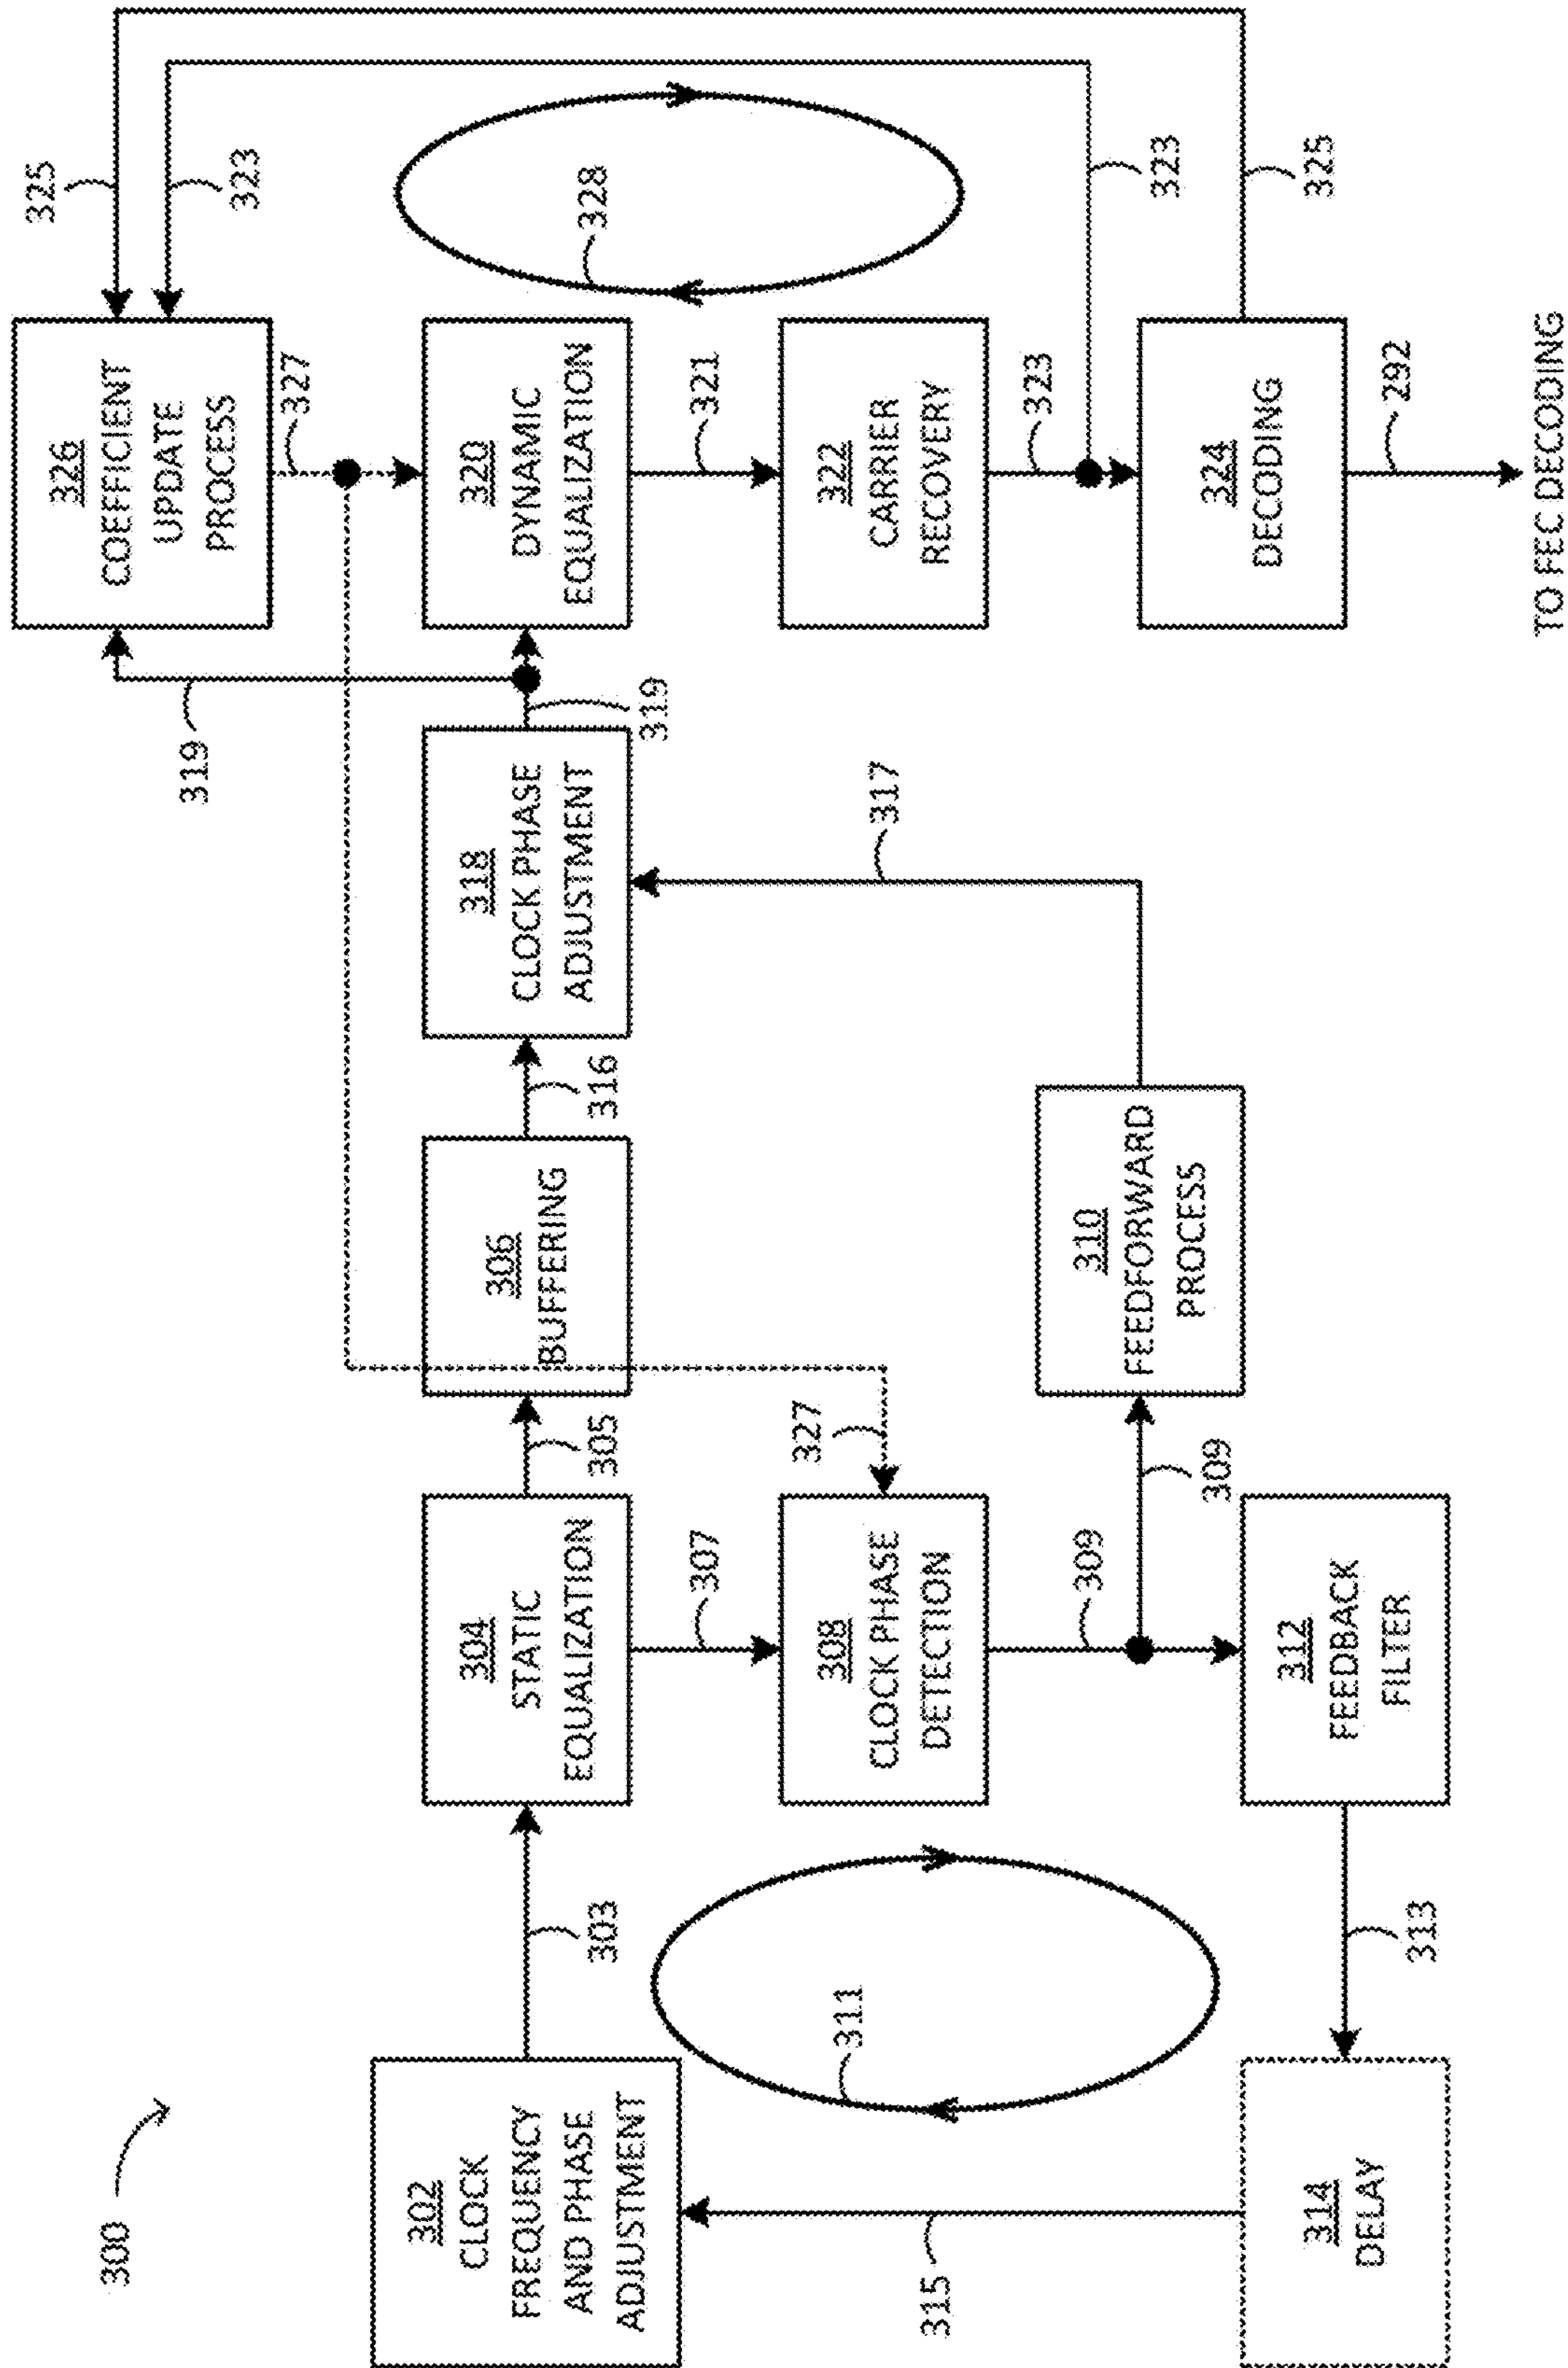 300
302
CLOCK
FREQUENCY
AND PHASE
ADJUSTMENT
303
304
STATIC
EQUALIZATION
305
306
BUFFERING
316
318
CLOCK PHASE
ADJUSTMENT
319
319
326
COEFFICIENT
UPDATE
PROCESS
325
323
327
320
DYNAMIC
EQUALIZATION
328
321
322
CARRIER
RECOVERY
323
323
324
DECODING
325
292
TO FEC DECODING
307
327
308
CLOCK PHASE
DETECTION
309
309
310
FEEDFORWARD
PROCESS
317
311
312
FEEDBACK
FILTER
313
314
DELAY
315